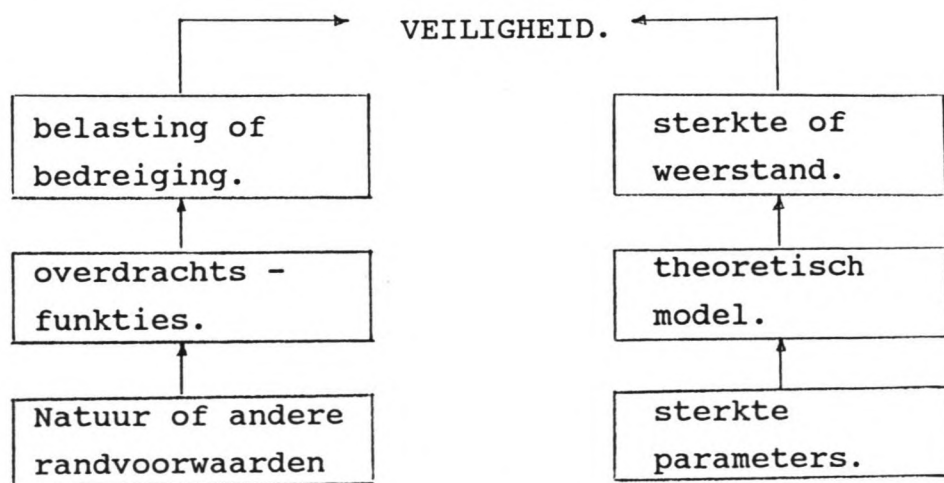 VEILIGHEID.
belasting of
bedreiging.
overdrachts -
funkties.
Natuur of andere
randvoorwaarden
sterkte of
weerstand.
theoretisch
model.
sterkte
parameters.